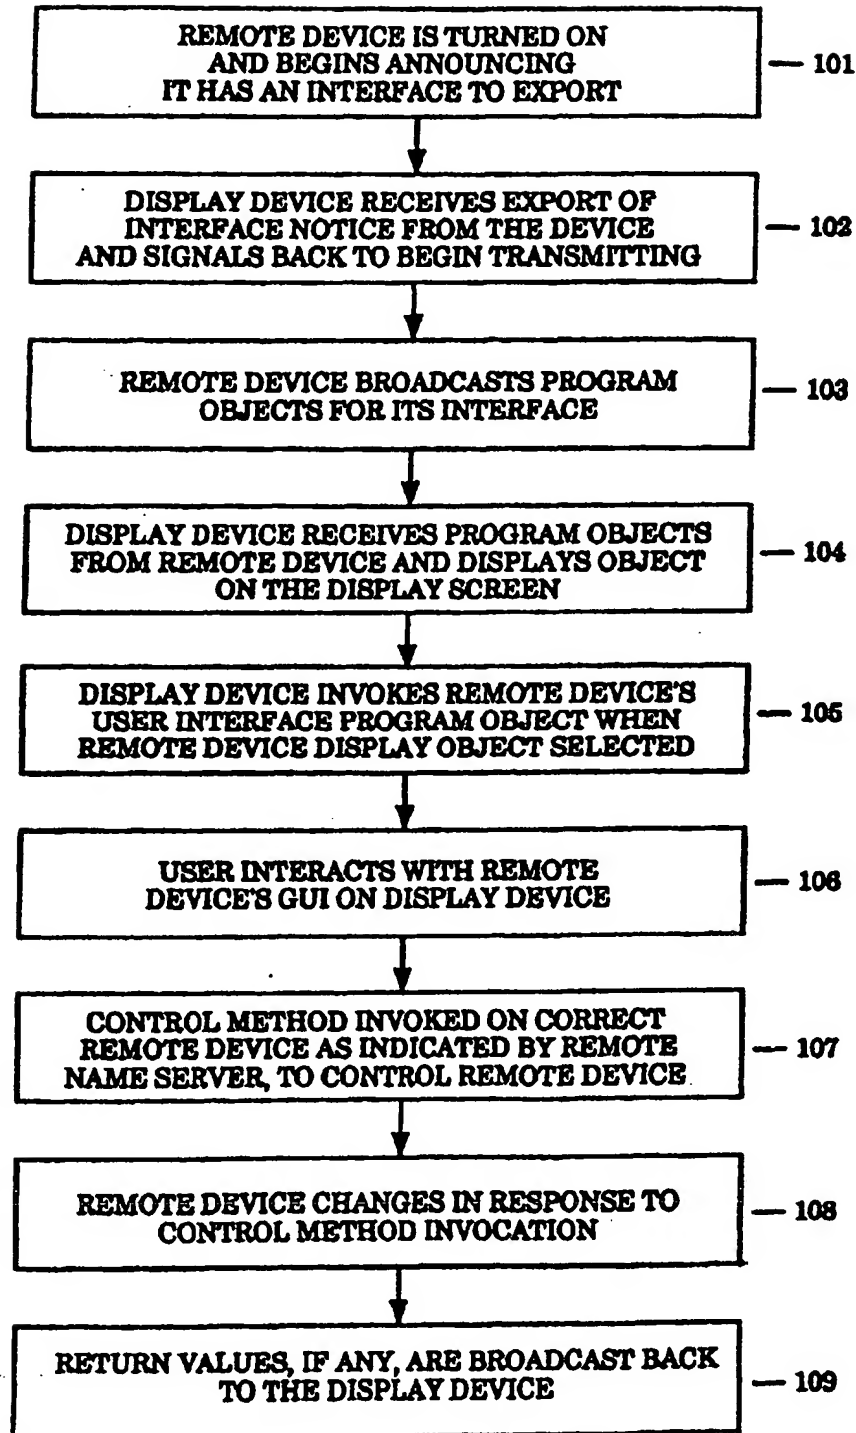 REMOTE DEVICE IS TURNED ON
AND BEGINS ANNOUNCING
IT HAS AN INTERFACE TO EXPORT
101
DISPLAY DEVICE RECEIVES EXPORT OF
INTERFACE NOTICE FROM THE DEVICE
AND SIGNALS BACK TO BEGIN TRANSMITTING
102
REMOTE DEVICE BROADCASTS PROGRAM
OBJECTS FOR ITS INTERFACE
103
DISPLAY DEVICE RECEIVES PROGRAM OBJECTS
FROM REMOTE DEVICE AND DISPLAYS OBJECT
ON THE DISPLAY SCREEN
104
DISPLAY DEVICE INVOKES REMOTE DEVICE'S
USER INTERFACE PROGRAM OBJECT WHEN
REMOTE DEVICE DISPLAY OBJECT SELECTED
105
USER INTERACTS WITH REMOTE
DEVICE'S GUI ON DISPLAY DEVICE
106
CONTROL METHOD INVOKED ON CORRECT
REMOTE DEVICE AS INDICATED BY REMOTE
NAME SERVER, TO CONTROL REMOTE DEVICE
107
REMOTE DEVICE CHANGES IN RESPONSE TO
CONTROL METHOD INVOCATION
108
RETURN VALUES, IF ANY, ARE BROADCAST BACK
TO THE DISPLAY DEVICE
109